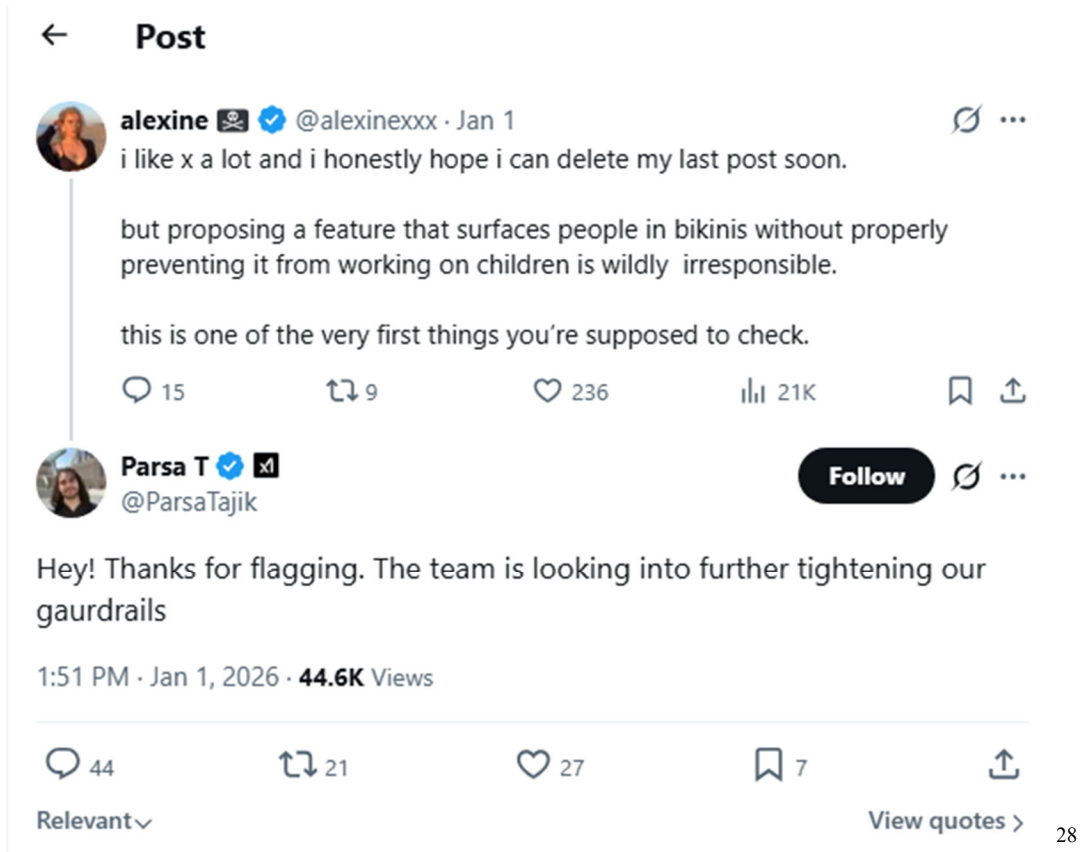 Post
alexine ☠ @alexinexxx · Jan 1
i like x a lot and i honestly hope i can delete my last post soon.
but proposing a feature that surfaces people in bikinis without properly
preventing it from working on children is wildly  irresponsible.
this is one of the very first things you're supposed to check.
15 9 236 21K
Parsa T xI
@ParsaTajik
Follow
Hey! Thanks for flagging. The team is looking into further tightening our
gaurdrails
1:51 PM · Jan 1, 2026 · 44.6K Views
44 21 27 7
Relevant View quotes
28